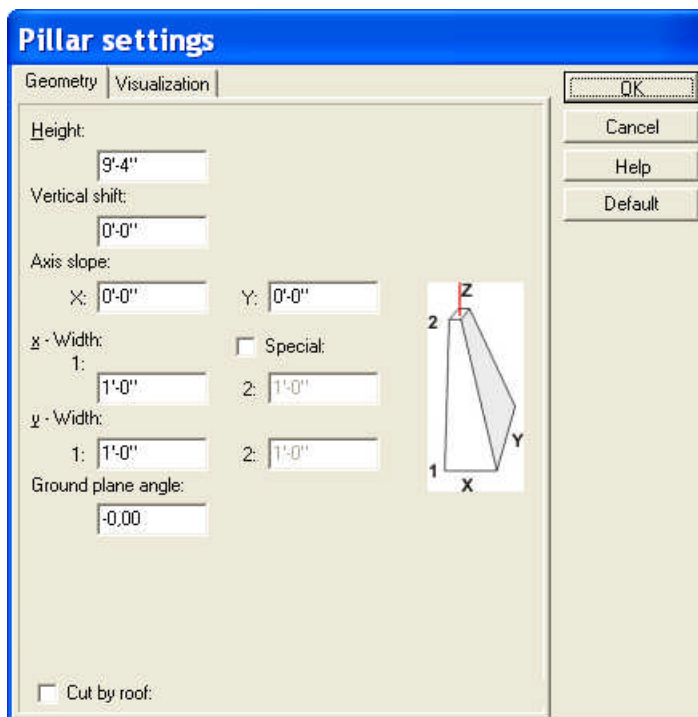 Pillar settings
Geometry Visualization
OK
Cancel
Help
Default
Height:
9'-4"
Vertical shift:
0'-0"
Axis slope:
X: 0'-0" Y: 0'-0"
x - Width: Special:
1:
1'-0" 2: 1'-0"
y - Width:
1: 1'-0" 2: 1'-0"
Ground plane angle:
-0,00
Z
2
Y
1
X
Cut by roof: